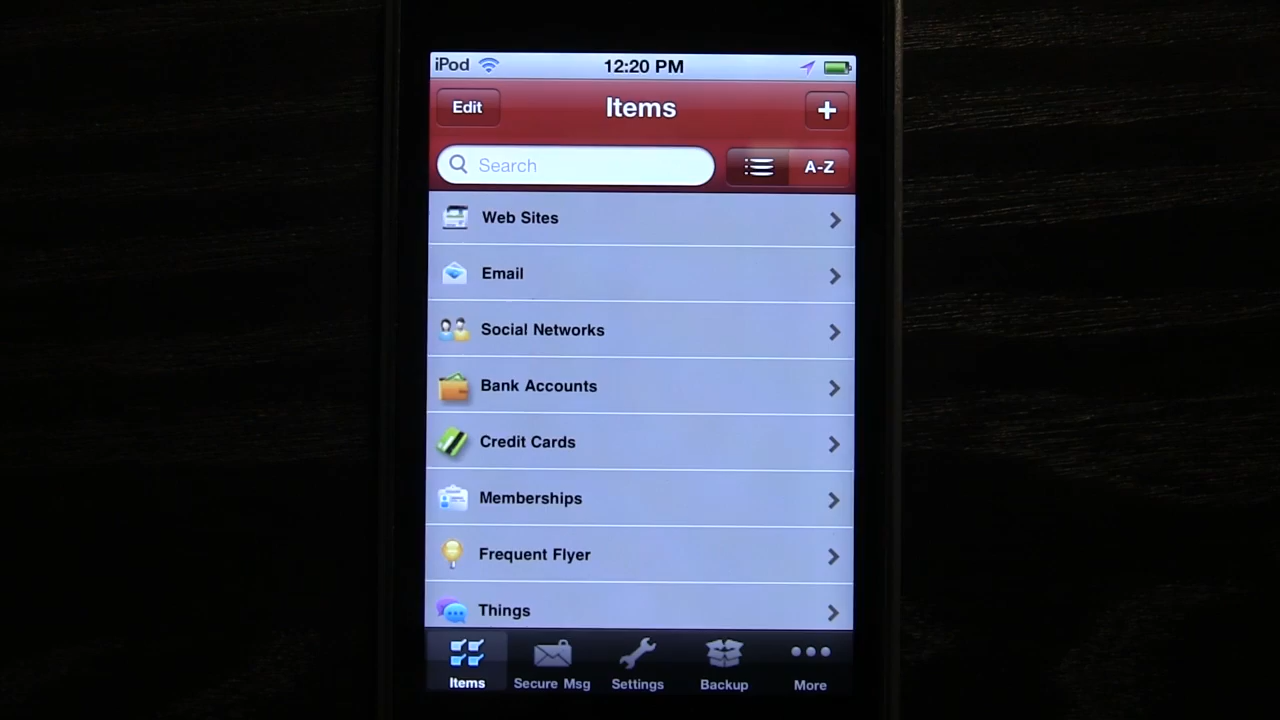 iPod 12:20 PM
Edit Items +
Search A-Z
Web Sites
Email
Social Networks
Bank Accounts
Credit Cards
Memberships
Frequent Flyer
Things
Items Secure Msg Settings Backup More